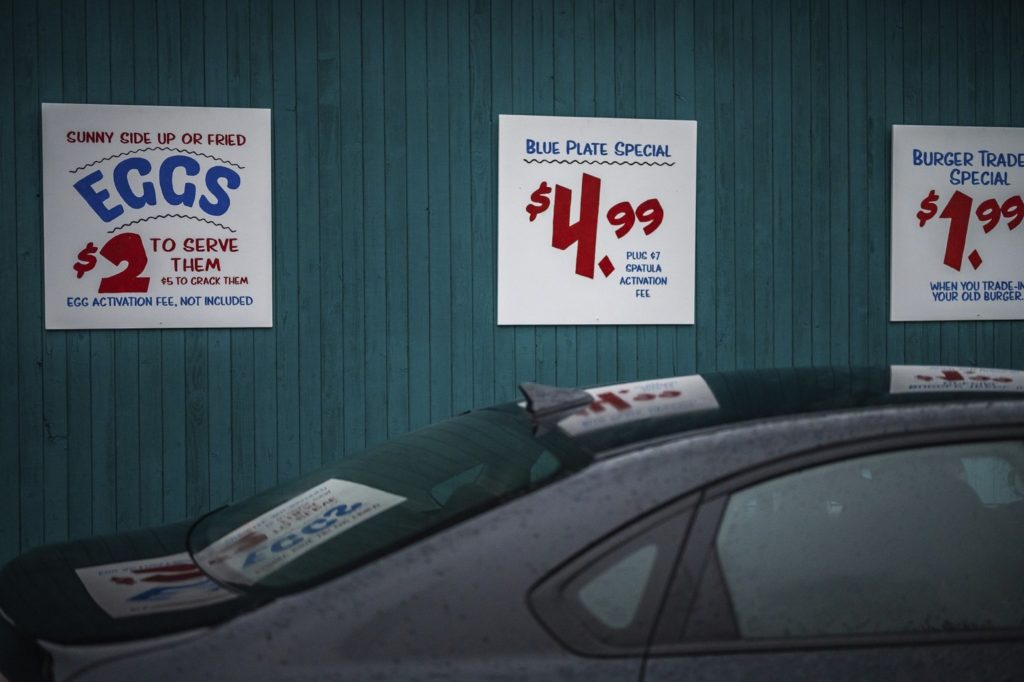 SUNNY SIDE UP OR FRIED
EGGS
$2 TO SERVE
THEM
$5 TO CRACK THEM
EGG ACTIVATION FEE, NOT INCLUDED
BLUE PLATE SPECIAL
$4.99
PLUS $7
SPATULA
ACTIVATION
FEE
BURGER TRADE
SPECIAL
$1.99
WHEN YOU TRADE-IN
YOUR OLD BURGER.